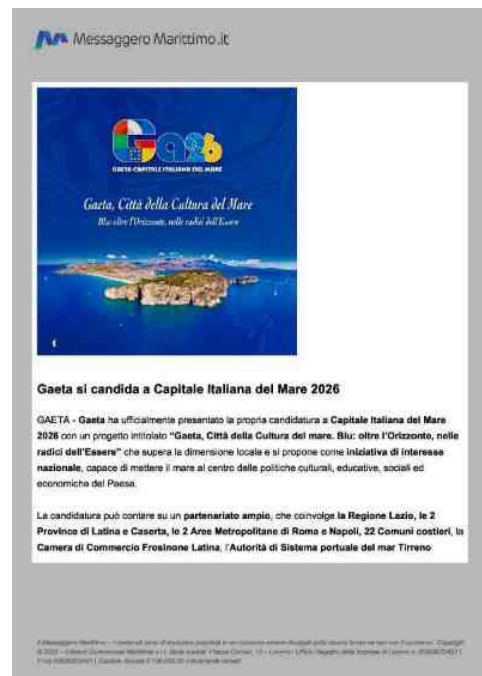 Messaggero Marittimo.it
Ga26
GAETA CAPITALE ITALIANA DEL MARE
Gaeta, Città della Cultura del Mare
Blu: oltre l'Orizzonte, nelle radici dell'Essere
Gaeta si candida a Capitale Italiana del Mare 2026
GAETA - Gaeta ha ufficialmente presentato la propria candidatura a Capitale Italiana del Mare
2026 con un progetto intitolato "Gaeta, Città della Cultura del mare. Blu: oltre l'Orizzonte, nelle
radici dell'Essere" che supera la dimensione locale e si propone come iniziativa di interesse
nazionale, capace di mettere il mare al centro delle politiche culturali, educative, sociali ed
economiche del Paese.
La candidatura può contare su un partenariato ampio, che coinvolge la Regione Lazio, le 2
Province di Latina e Caserta, le 2 Aree Metropolitane di Roma e Napoli, 22 Comuni costieri, la
Camera di Commercio Frosinone Latina, l'Autorità di Sistema portuale del mar Tirreno